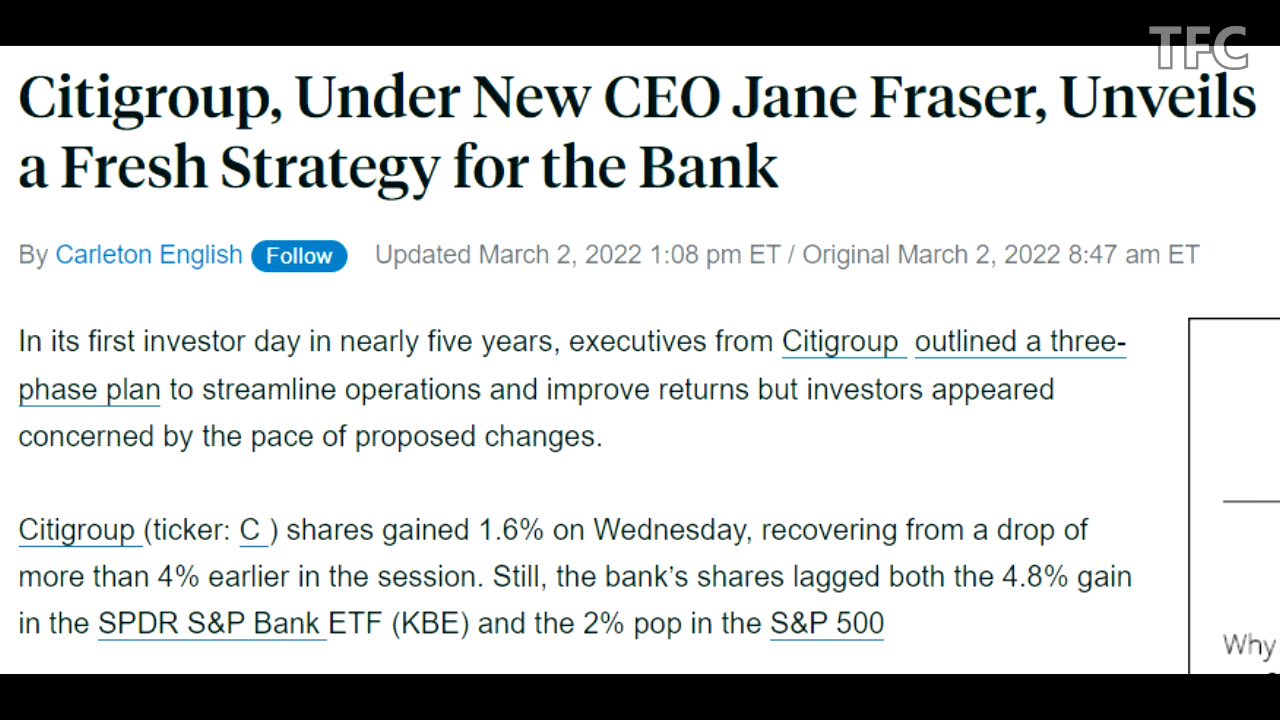 TFC
Citigroup, Under New CEO Jane Fraser, Unveils
a Fresh Strategy for the Bank
By Carleton English Follow Updated March 2, 2022 1:08 pm ET / Original March 2, 2022 8:47 am ET
In its first investor day in nearly five years, executives from Citigroup outlined a three-
phase plan to streamline operations and improve returns but investors appeared
concerned by the pace of proposed changes.
Citigroup (ticker: C ) shares gained 1.6% on Wednesday, recovering from a drop of
more than 4% earlier in the session. Still, the bank’s shares lagged both the 4.8% gain
in the SPDR S&P Bank ETF (KBE) and the 2% pop in the S&P 500
Why